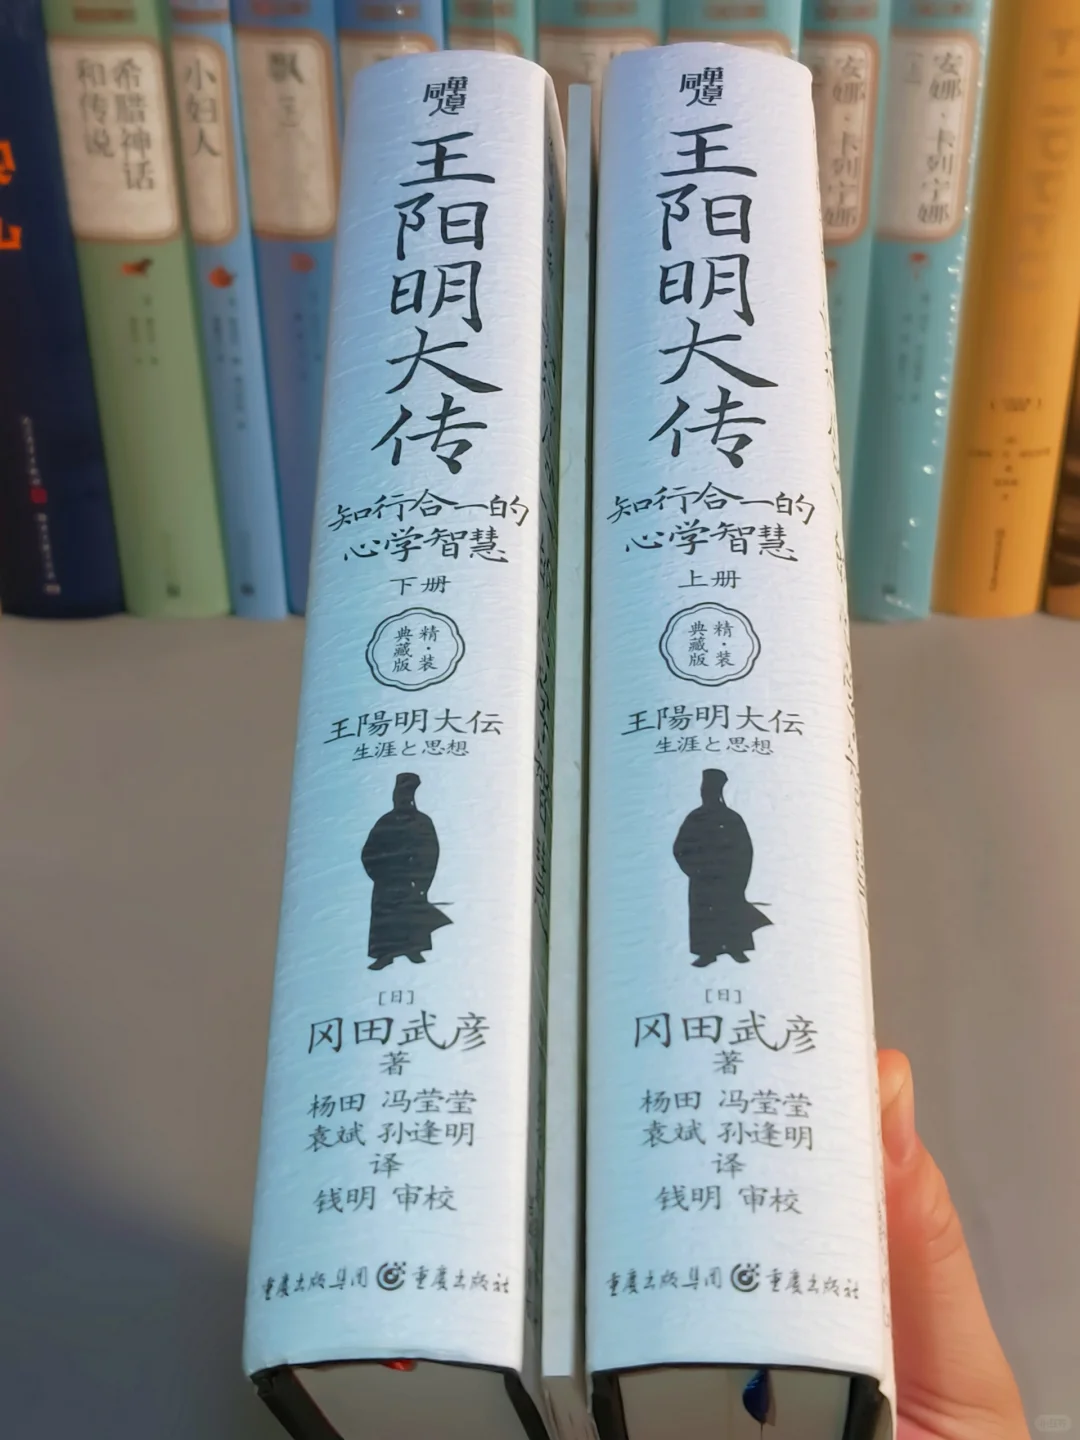 希腊神话
和传说
小妇人
飘
安娜·卡列宁娜
安娜·卡列宁娜
上
王阳明大传
知行合一的
心学智慧
下册
精·装
典藏版
王陽明大伝
生涯と思想
[日]
冈田武彦
著
杨田 冯莹莹
袁斌 孙逢明
译
钱明 审校
重庆出版集团 重庆出版社
王阳明大传
知行合一的
心学智慧
上册
精·装
典藏版
王陽明大伝
生涯と思想
[日]
冈田武彦
著
杨田 冯莹莹
袁斌 孙逢明
译
钱明 审校
重庆出版集团 重庆出版社